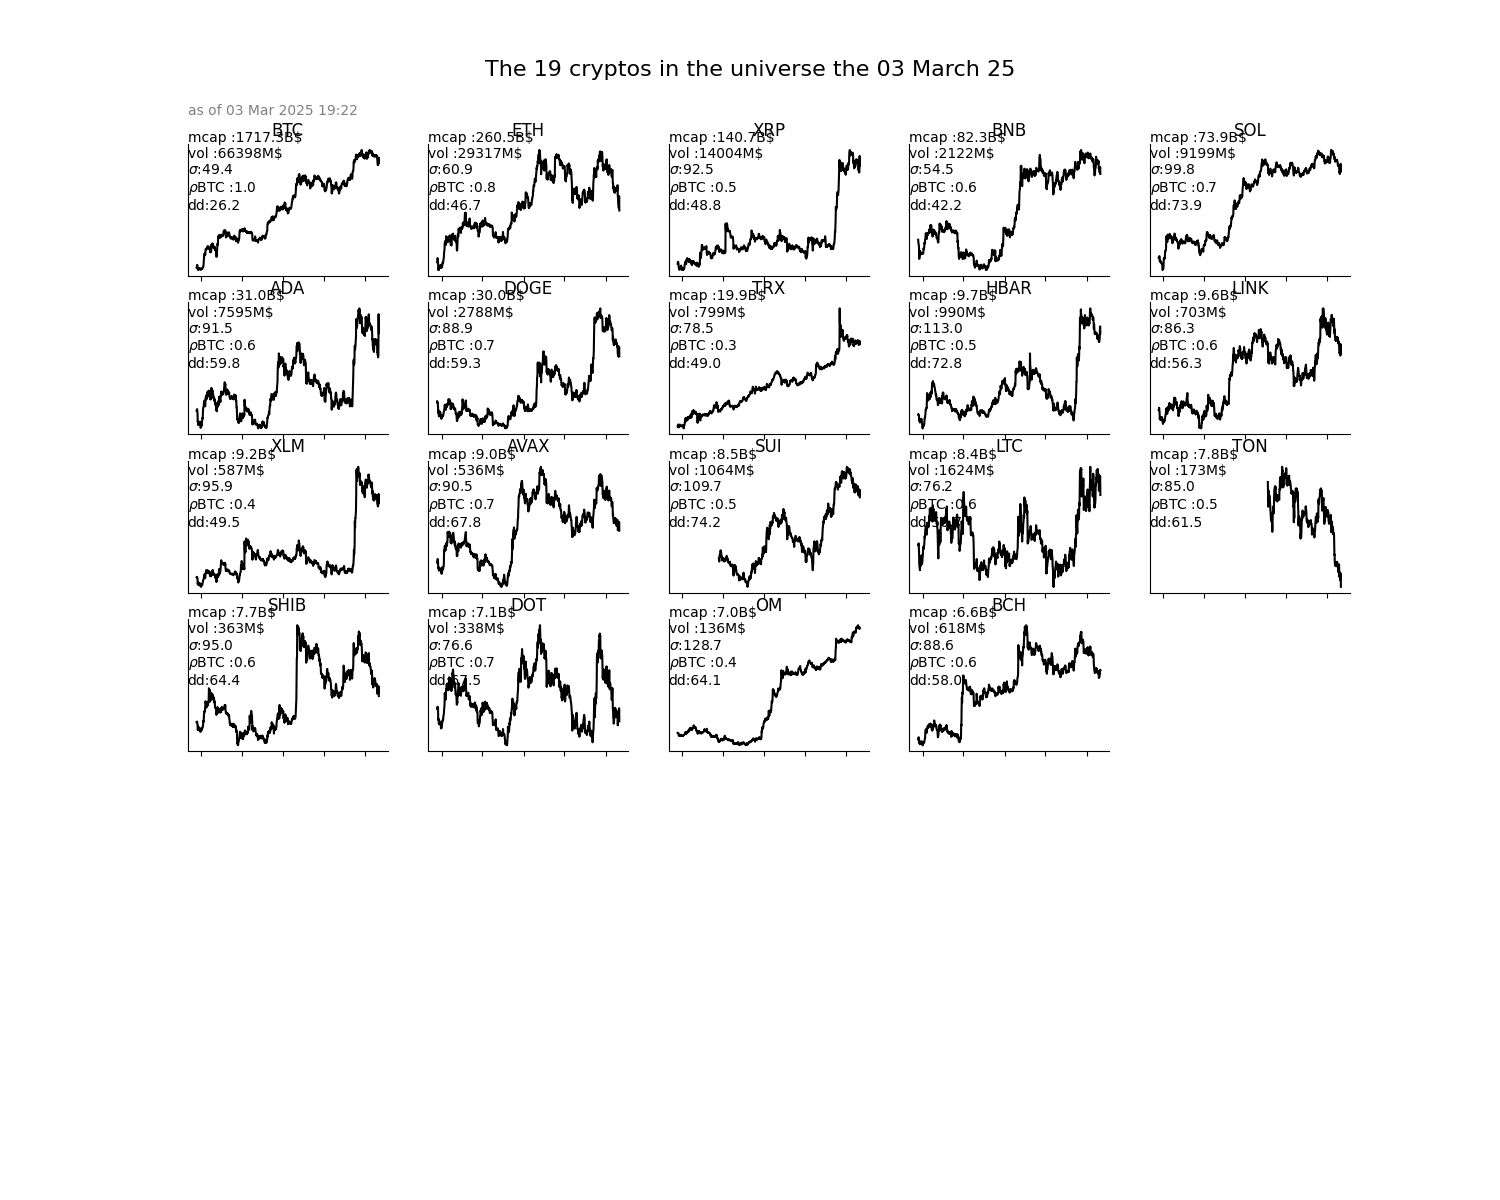 The 19 cryptos in the universe the 03 March 25
as of 03 Mar 2025 19:22
BTC
mcap :1717.3B$
vol :66398M$
σ:49.4
ρBTC :1.0
dd:26.2
ETH
mcap :260.5B$
vol :29317M$
σ:60.9
ρBTC :0.8
dd:46.7
XRP
mcap :140.7B$
vol :14004M$
σ:92.5
ρBTC :0.5
dd:48.8
BNB
mcap :82.3B$
vol :2122M$
σ:54.5
ρBTC :0.6
dd:42.2
SOL
mcap :73.9B$
vol :9199M$
σ:99.8
ρBTC :0.7
dd:73.9
ADA
mcap :31.0B$
vol :7595M$
σ:91.5
ρBTC :0.6
dd:59.8
DOGE
mcap :30.0B$
vol :2788M$
σ:88.9
ρBTC :0.7
dd:59.3
TRX
mcap :19.9B$
vol :799M$
σ:78.5
ρBTC :0.3
dd:49.0
HBAR
mcap :9.7B$
vol :990M$
σ:113.0
ρBTC :0.5
dd:72.8
LINK
mcap :9.6B$
vol :703M$
σ:86.3
ρBTC :0.6
dd:56.3
XLM
mcap :9.2B$
vol :587M$
σ:95.9
ρBTC :0.4
dd:49.5
AVAX
mcap :9.0B$
vol :536M$
σ:90.5
ρBTC :0.7
dd:67.8
SUI
mcap :8.5B$
vol :1064M$
σ:109.7
ρBTC :0.5
dd:74.2
LTC
mcap :8.4B$
vol :1624M$
σ:76.2
ρBTC :0.6
TON
mcap :7.8B$
vol :173M$
σ:85.0
ρBTC :0.5
dd:61.5
SHIB
mcap :7.7B$
vol :363M$
σ:95.0
ρBTC :0.6
dd:64.4
DOT
mcap :7.1B$
vol :338M$
σ:76.6
ρBTC :0.7
dd:57.5
OM
mcap :7.0B$
vol :136M$
σ:128.7
ρBTC :0.4
dd:64.1
BCH
mcap :6.6B$
vol :618M$
σ:88.6
ρBTC :0.6
dd:58.0